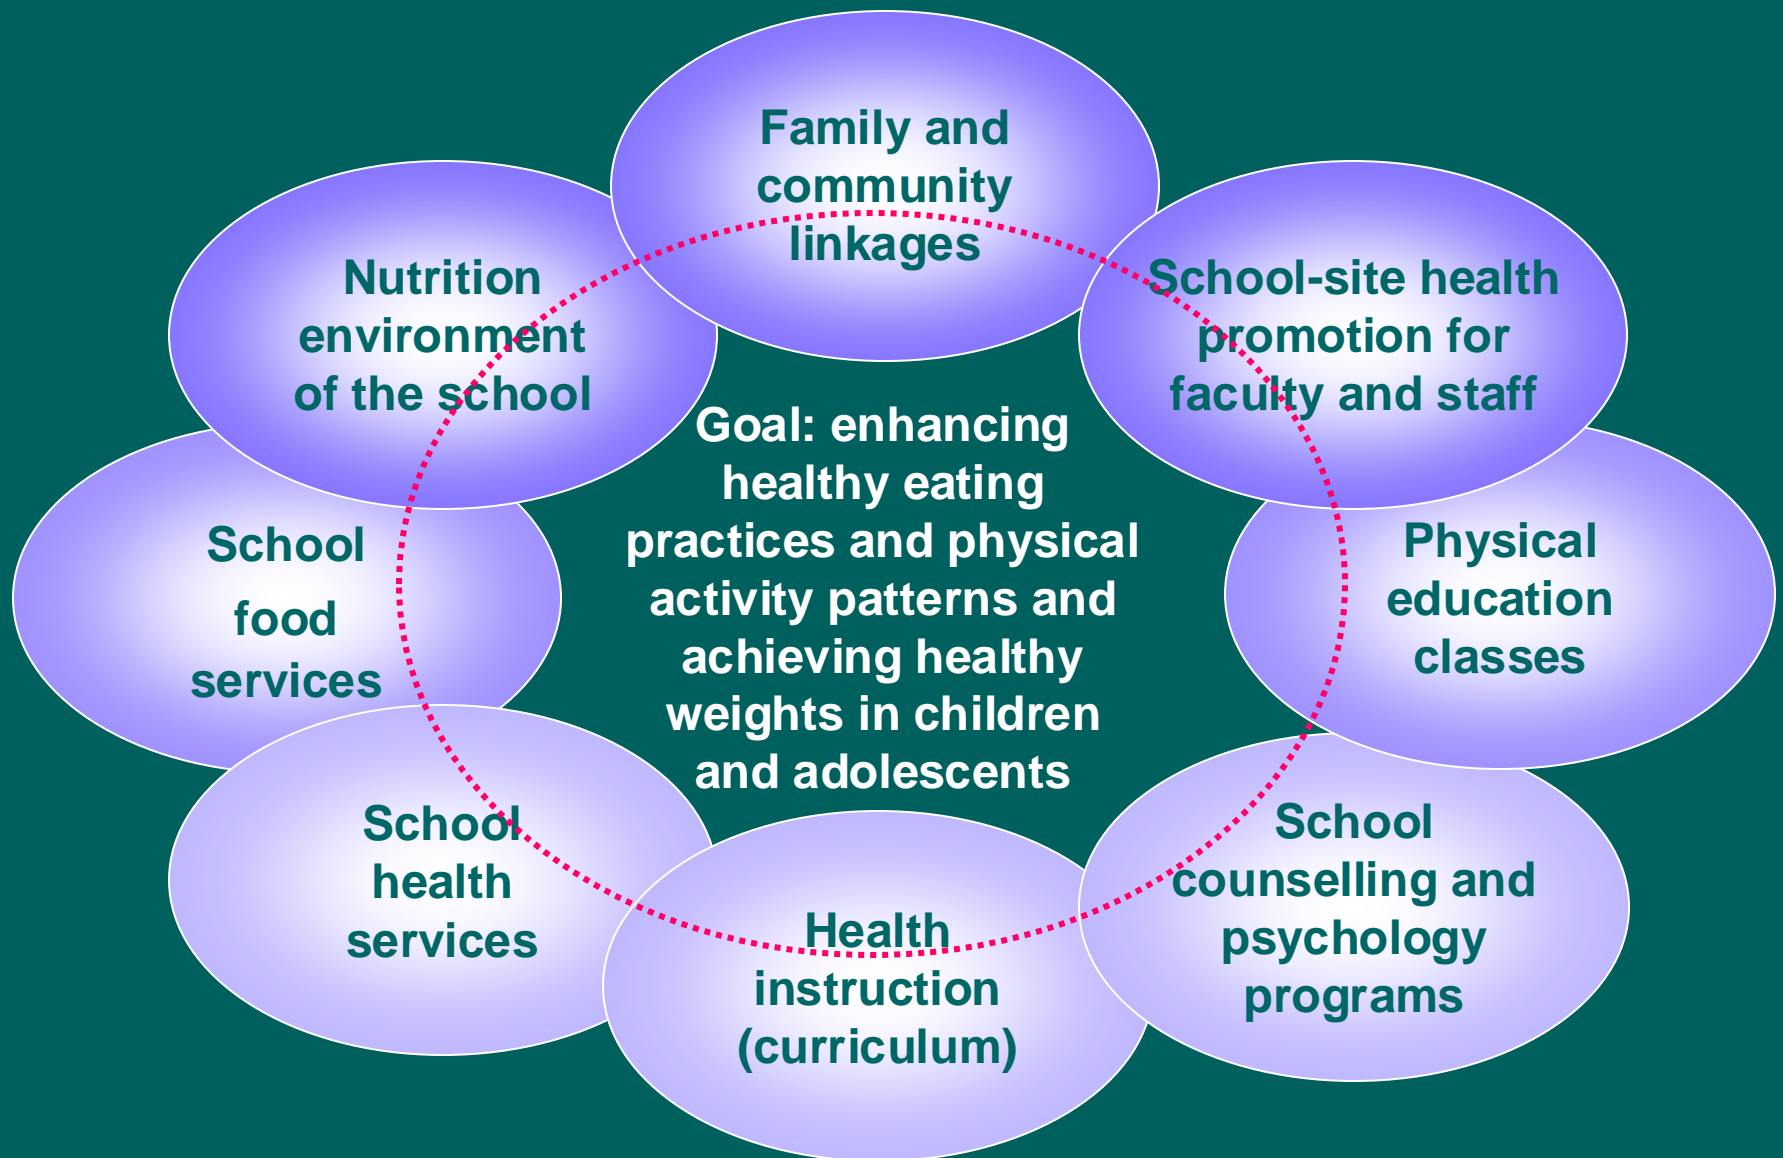 Family and
community
linkages
Nutrition
environment
of the school
School-site health
promotion for
faculty and staff
Goal: enhancing
healthy eating
practices and physical
activity patterns and
achieving healthy
weights in children
and adolescents
School
food
services
Physical
education
classes
School
health
services
Health
instruction
(curriculum)
School
counselling and
psychology
programs